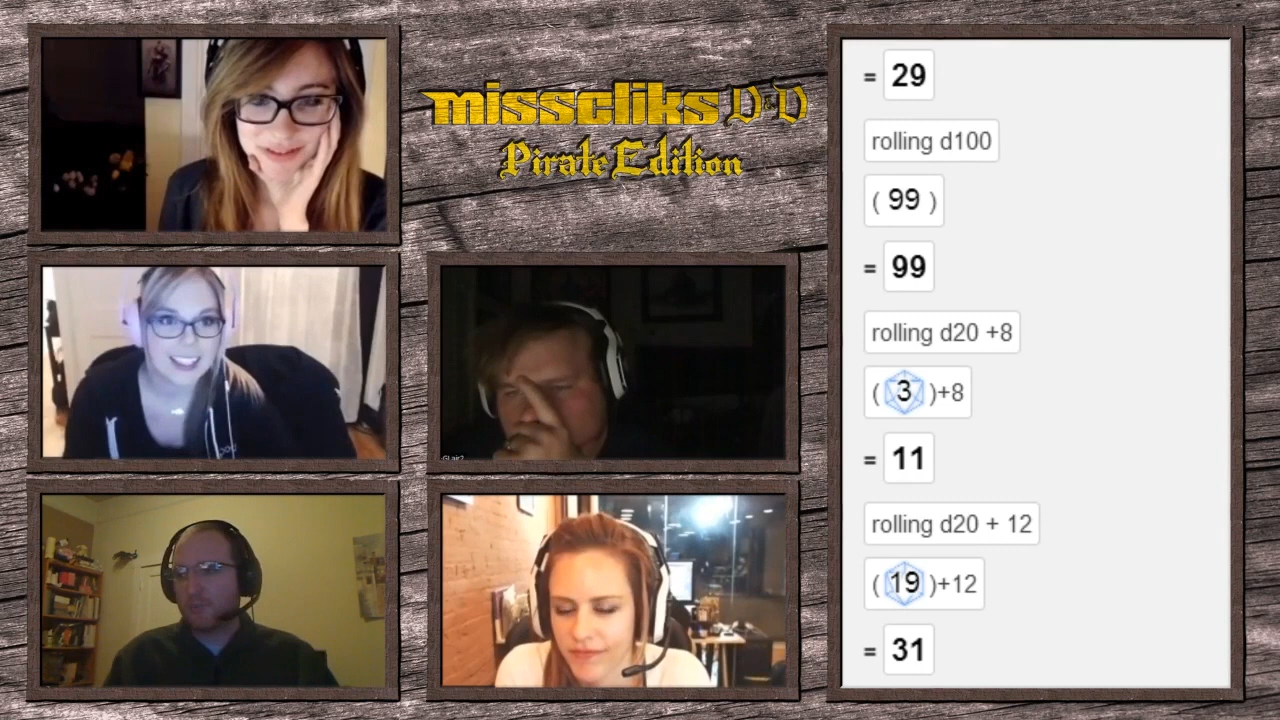 misscliks D&D
Pirate Edition
= 29
rolling d100
( 99 )
= 99
rolling d20 +8
( 3 )+8
= 11
rolling d20 + 12
( 19 )+12
= 31